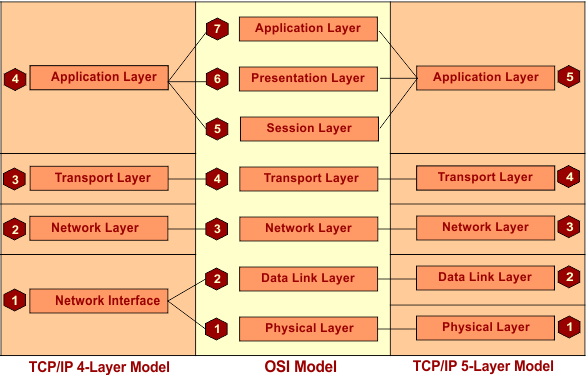 7 Application Layer
4 Application Layer 6 Presentation Layer Application Layer 5
5 Session Layer
3 Transport Layer 4 Transport Layer Transport Layer 4
2 Network Layer 3 Network Layer Network Layer 3
2 Data Link Layer Data Link Layer 2
1 Network Interface
1 Physical Layer Physical Layer 1
TCP/IP 4-Layer Model OSI Model TCP/IP 5-Layer Model